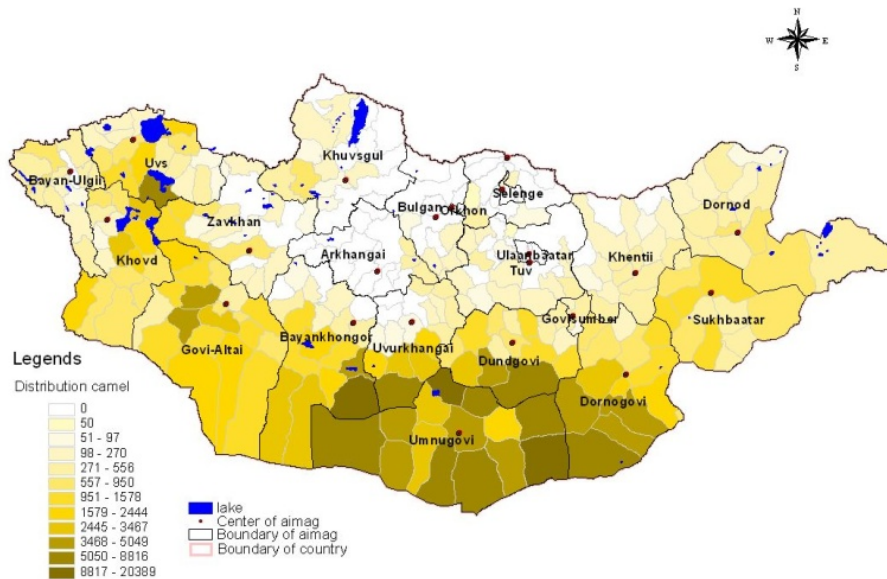 N
W E
S
Khuvsgul
Uvs
Bayan-Ulgii
Selenge
Bulgan
Orkhon
Dornod
Zavkhan
Arkhangai
Ulaanbaatar
Tuv
Khentii
Khovd
Govisumber
Sukhbaatar
Bayankhongor
Uvurkhangai
Govi-Altai
Dundgovi
Dornogovi
Umnugovi
Legends
Distribution camel
0
50
51 - 97
98 - 270
271 - 556
557 - 950
951 - 1578
1579 - 2444
2445 - 3467
3468 - 5049
5050 - 8816
8817 - 20389
lake
Center of aimag
Boundary of aimag
Boundary of country